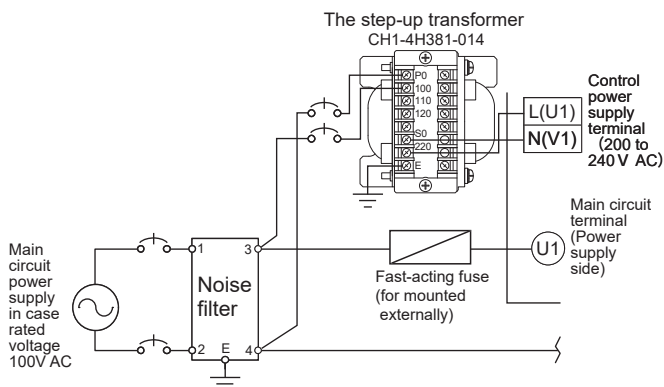 The step-up transformer
CH1-4H381-014
P0
100
110
120
S0
220
E
L(U1)
N(V1)
Control
power
supply
terminal
(200 to
240 V AC)
Main circuit
terminal
(Power
supply
side)
U1
Main
circuit
power
supply
in case
rated
voltage
100V AC
1
3
Noise
filter
2
E
4
Fast-acting fuse
(for mounted
externally)